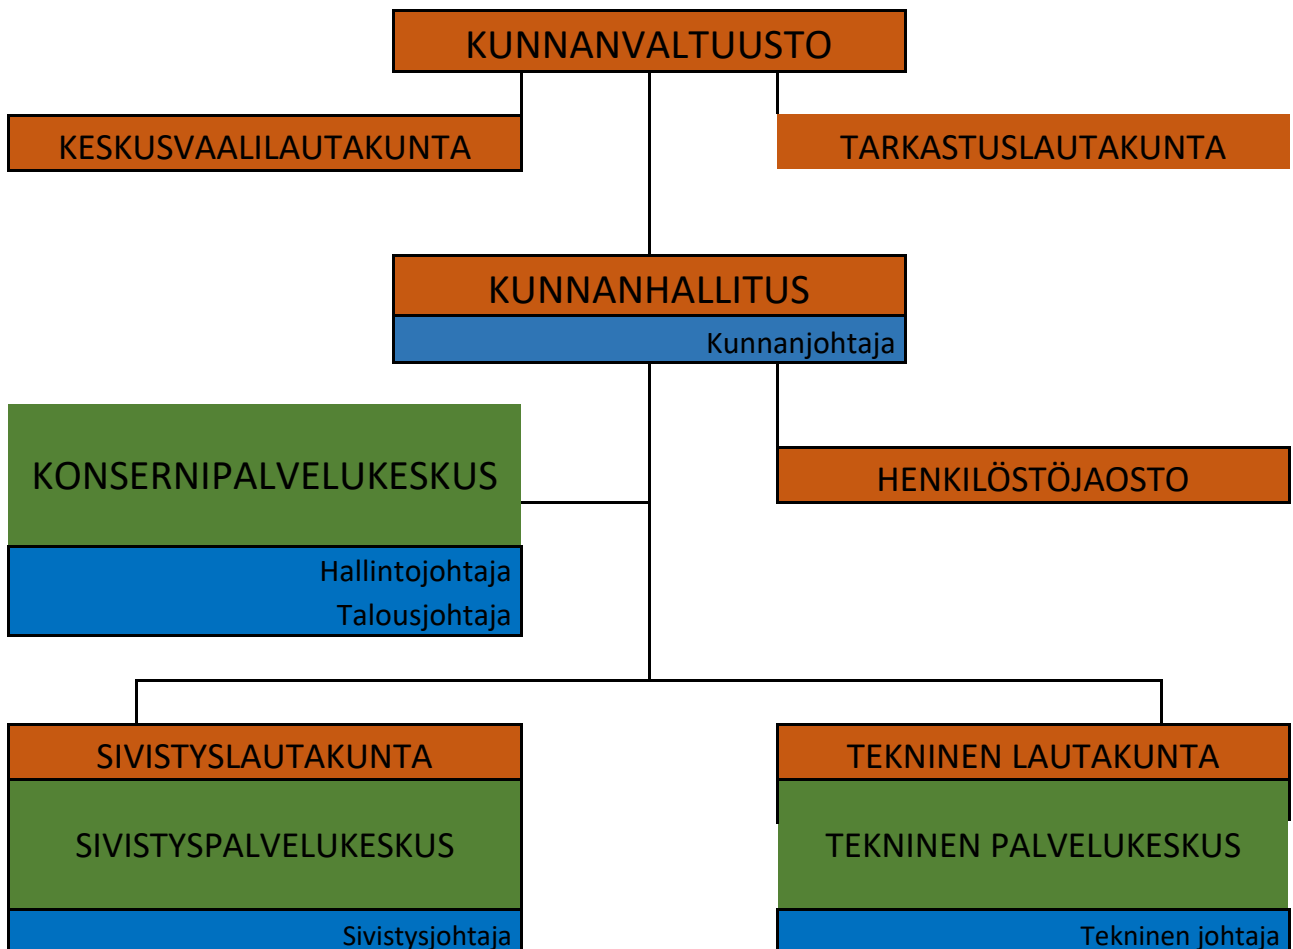 KUNNANVALTUUSTO
KESKUSVAALILAUTAKUNTA
TARKASTUSLAUTAKUNTA
KUNNANHALLITUS
Kunnanjohtaja
KONSERNIPALVELUKESKUS
HENKILÖSTÖJAOSTO
Hallintojohtaja
Talousjohtaja
SIVISTYSLAUTAKUNTA
TEKNINEN LAUTAKUNTA
SIVISTYSPALVELUKESKUS
TEKNINEN PALVELUKESKUS
Sivistysjohtaja
Tekninen johtaja